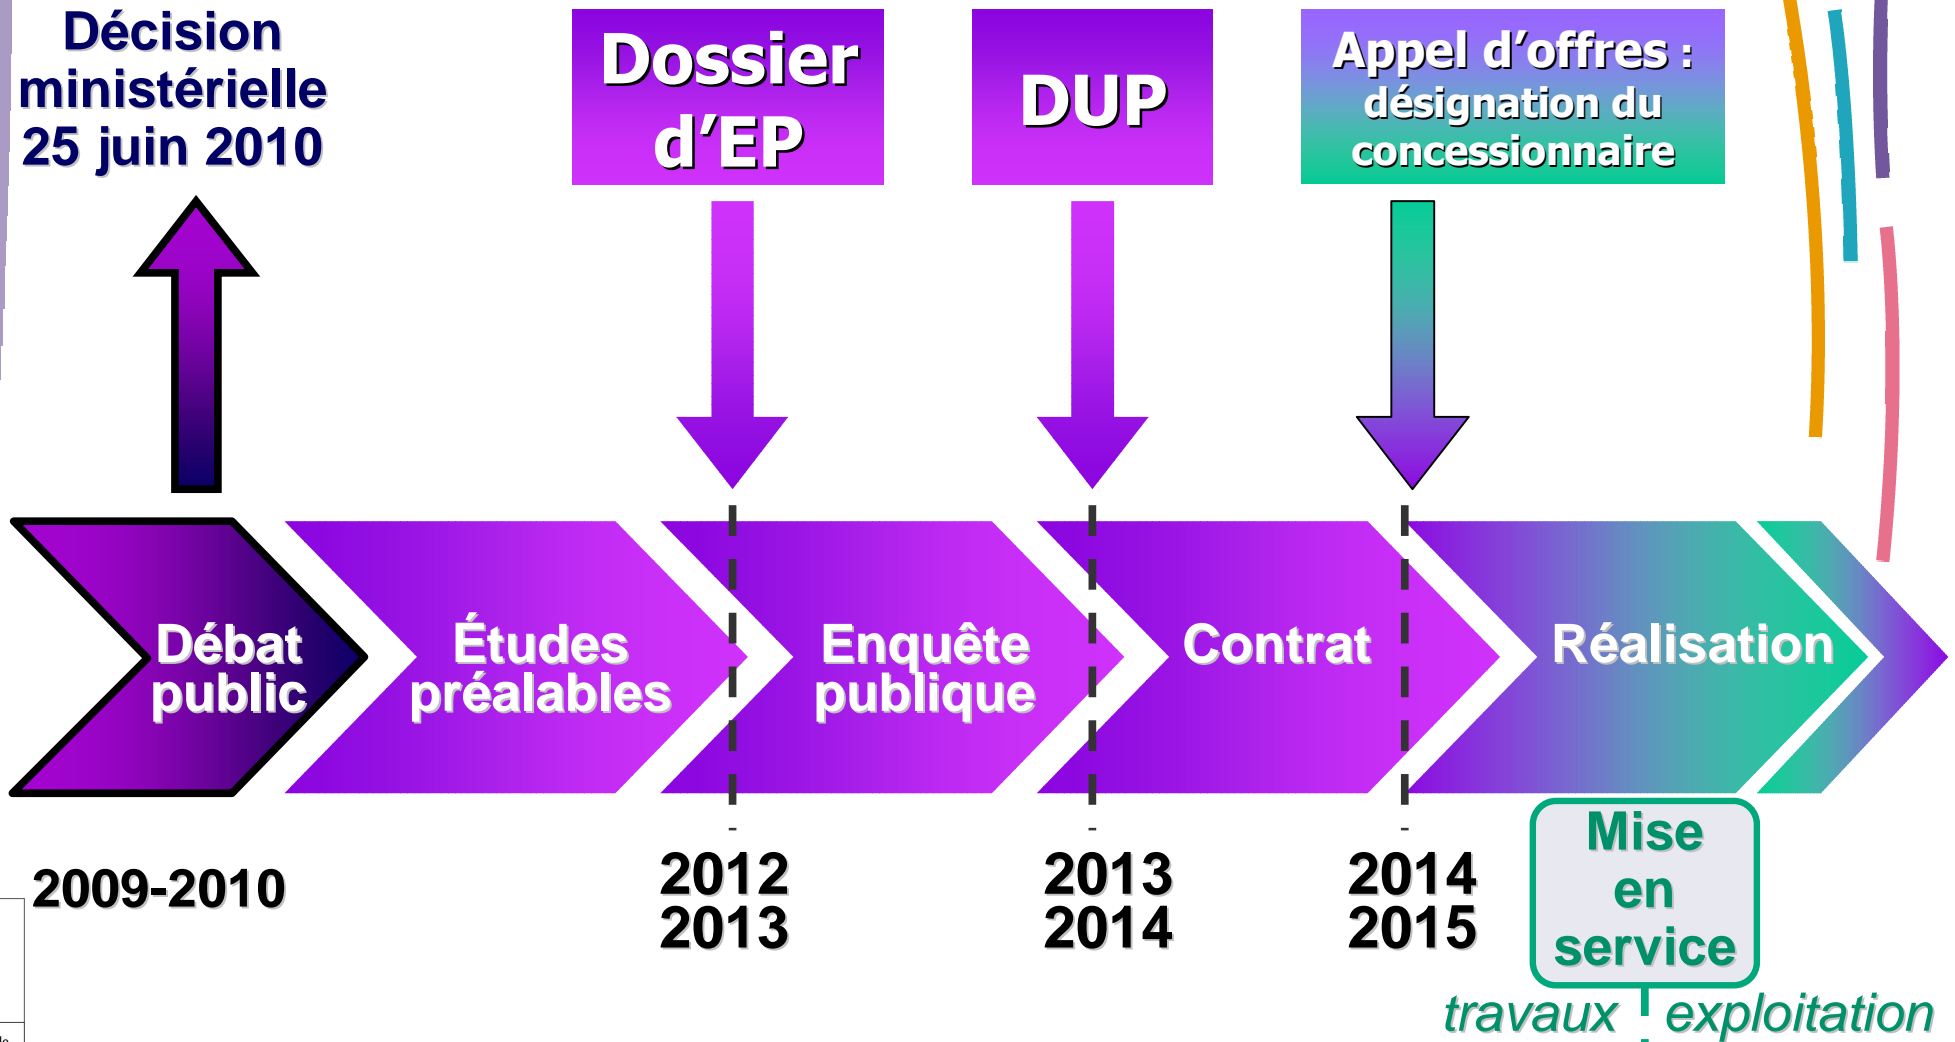 Décision
ministérielle
25 juin 2010
Dossier
d’EP
DUP
Appel d’offres :
désignation du
concessionnaire
Débat
public
Études
préalables
Enquête
publique
Contrat
Réalisation
2009-2010
2012
2013
2013
2014
2014
2015
Mise
en
service
travaux
exploitation